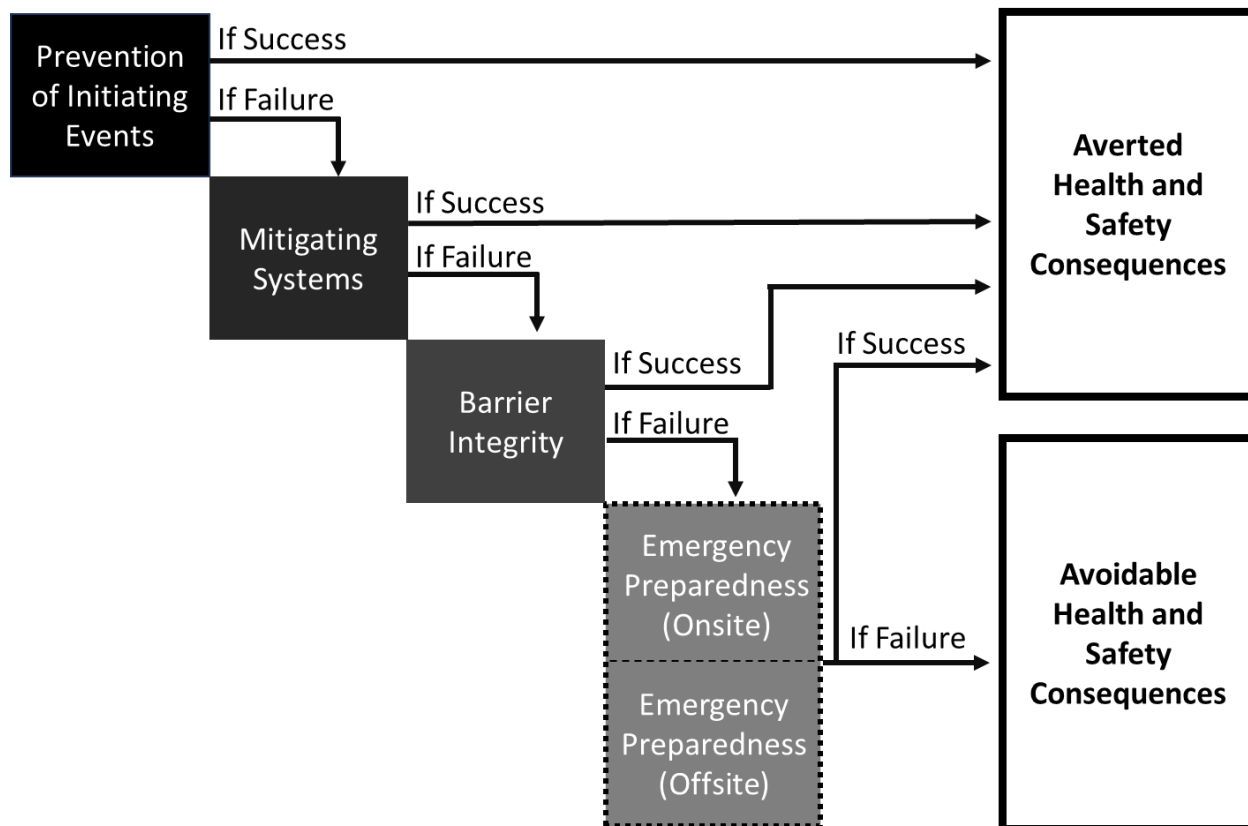 Prevention
of Initiating
Events
If Success
If Failure
Mitigating
Systems
If Success
If Failure
Barrier
Integrity
If Success
If Failure
Emergency
Preparedness
(Onsite)
Emergency
Preparedness
(Offsite)
If Success
If Failure
Averted
Health and
Safety
Consequences
Avoidable
Health and
Safety
Consequences